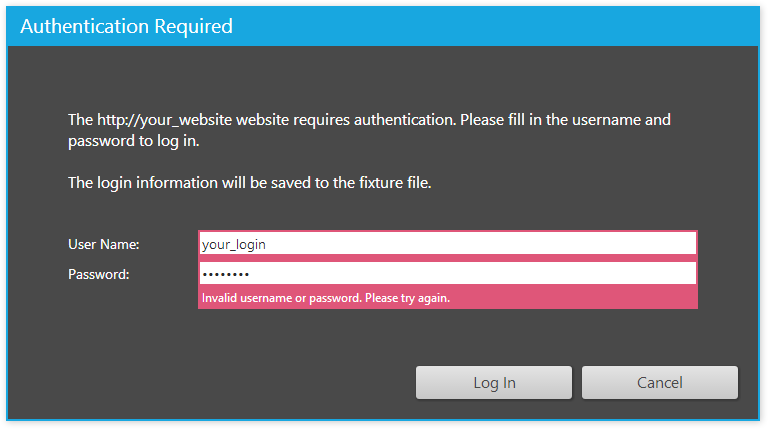 Authentication Required
The http://your_website website requires authentication. Please fill in the username and
password to log in.
The login information will be saved to the fixture file.
User Name: your_login
Password: ••••••••
Invalid username or password. Please try again.
Log In Cancel